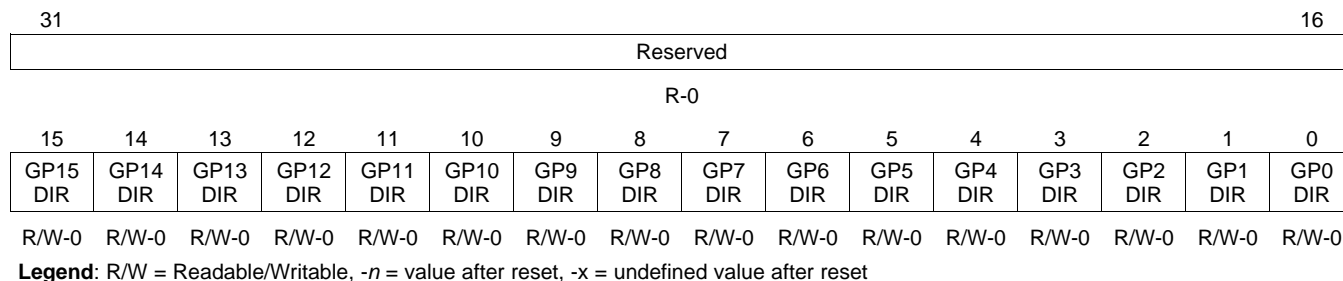 31 16
Reserved
R-0
15 14 13 12 11 10 9 8 7 6 5 4 3 2 1 0
GP15 GP14 GP13 GP12 GP11 GP10 GP9 GP8 GP7 GP6 GP5 GP4 GP3 GP2 GP1 GP0
DIR DIR DIR DIR DIR DIR DIR DIR DIR DIR DIR DIR DIR DIR DIR DIR
R/W-0 R/W-0 R/W-0 R/W-0 R/W-0 R/W-0 R/W-0 R/W-0 R/W-0 R/W-0 R/W-0 R/W-0 R/W-0 R/W-0 R/W-0 R/W-0
Legend: R/W = Readable/Writable, -n = value after reset, -x = undefined value after reset